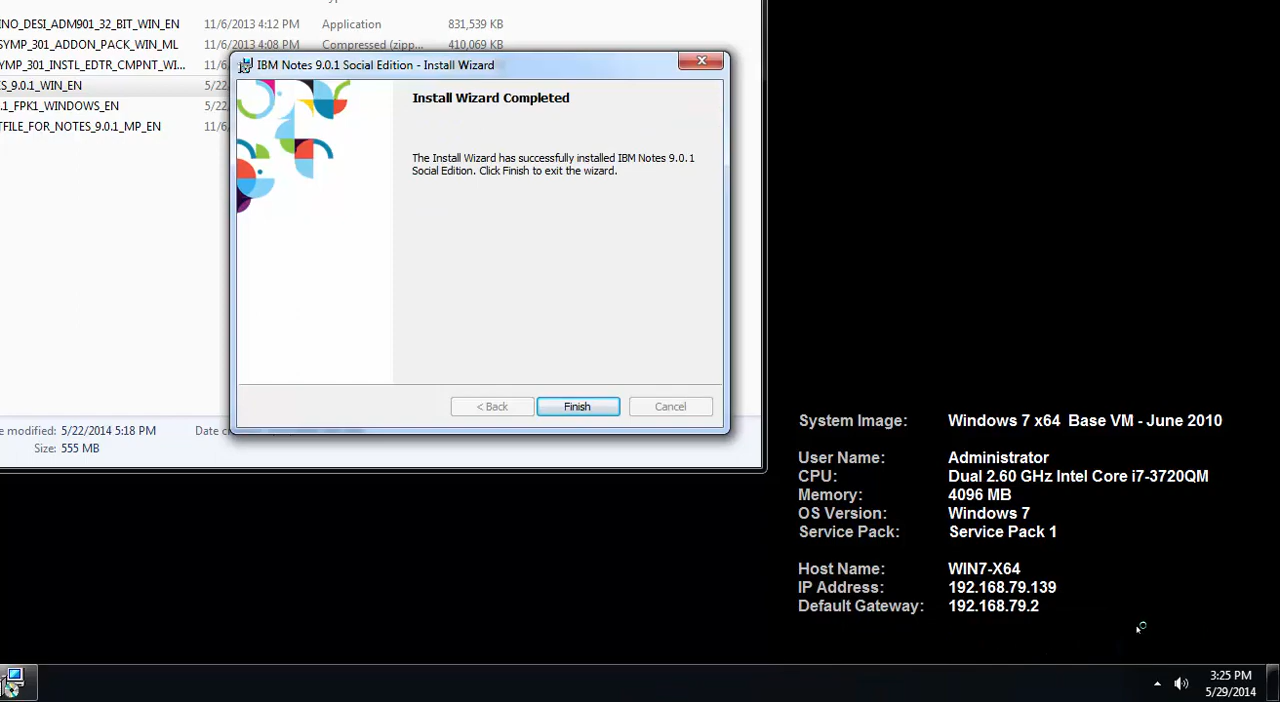 INO_DESI_ADM901_32_BIT_WIN_EN 11/6/2013 4:12 PM Application 831,539 KB
SYMP_301_ADDON_PACK_WIN_ML 11/6/2013 4:08 PM Compressed (zipp... 410,069 KB
SYMP_301_INSTL_EDTR_CMPNT_WI... 11/6
S_9.0.1_WIN_EN 5/22
.1_FPK1_WINDOWS_EN 5/22
TFILE_FOR_NOTES_9.0.1_MP_EN 11/6
IBM Notes 9.0.1 Social Edition - Install Wizard
Install Wizard Completed
The Install Wizard has successfully installed IBM Notes 9.0.1
Social Edition. Click Finish to exit the wizard.
< Back Finish Cancel
e modified: 5/22/2014 5:18 PM Date
Size: 555 MB
System Image: Windows 7 x64 Base VM - June 2010
User Name: Administrator
CPU: Dual 2.60 GHz Intel Core i7-3720QM
Memory: 4096 MB
OS Version: Windows 7
Service Pack: Service Pack 1
Host Name: WIN7-X64
IP Address: 192.168.79.139
Default Gateway: 192.168.79.2
3:25 PM
5/29/2014